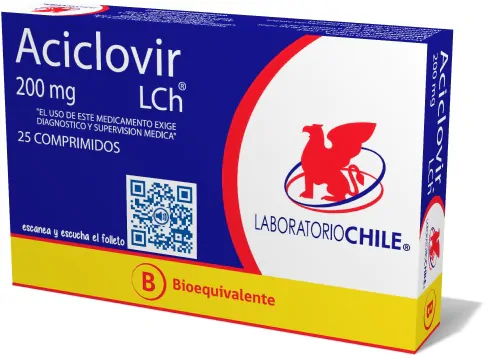 Aciclovir
200 mg LCh®
"EL USO DE ESTE MEDICAMENTO EXIGE
DIAGNOSTICO Y SUPERVISION MEDICA"
25 COMPRIMIDOS
escanea y escucha el folleto
B Bioequivalente
LABORATORIOCHILE®
Aciclovir
200 mg LCh®
LABORATORIOCHILE
B